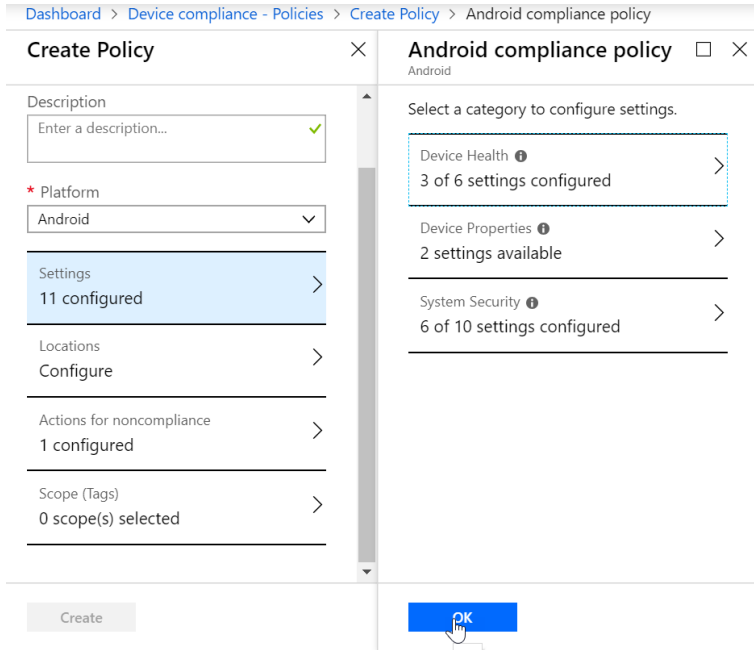 Dashboard > Device compliance - Policies > Create Policy > Android compliance policy
Create Policy
Description
Enter a description...
* Platform
Android
Settings
11 configured
Locations
Configure
Actions for noncompliance
1 configured
Scope (Tags)
0 scope(s) selected
Create
Android compliance policy
Android
Select a category to configure settings.
Device Health
3 of 6 settings configured
Device Properties
2 settings available
System Security
6 of 10 settings configured
OK